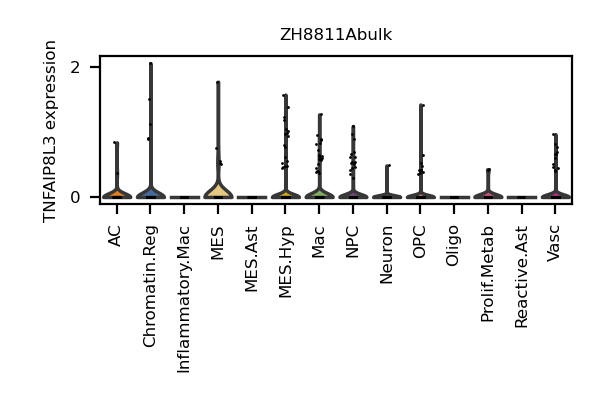 ZH8811Abulk
TNFAIP8L3 expression
2
0
AC
Chromatin.Reg
Inflammatory.Mac
MES
MES.Ast
MES.Hyp
Mac
NPC
Neuron
OPC
Oligo
Prolif.Metab
Reactive.Ast
Vasc